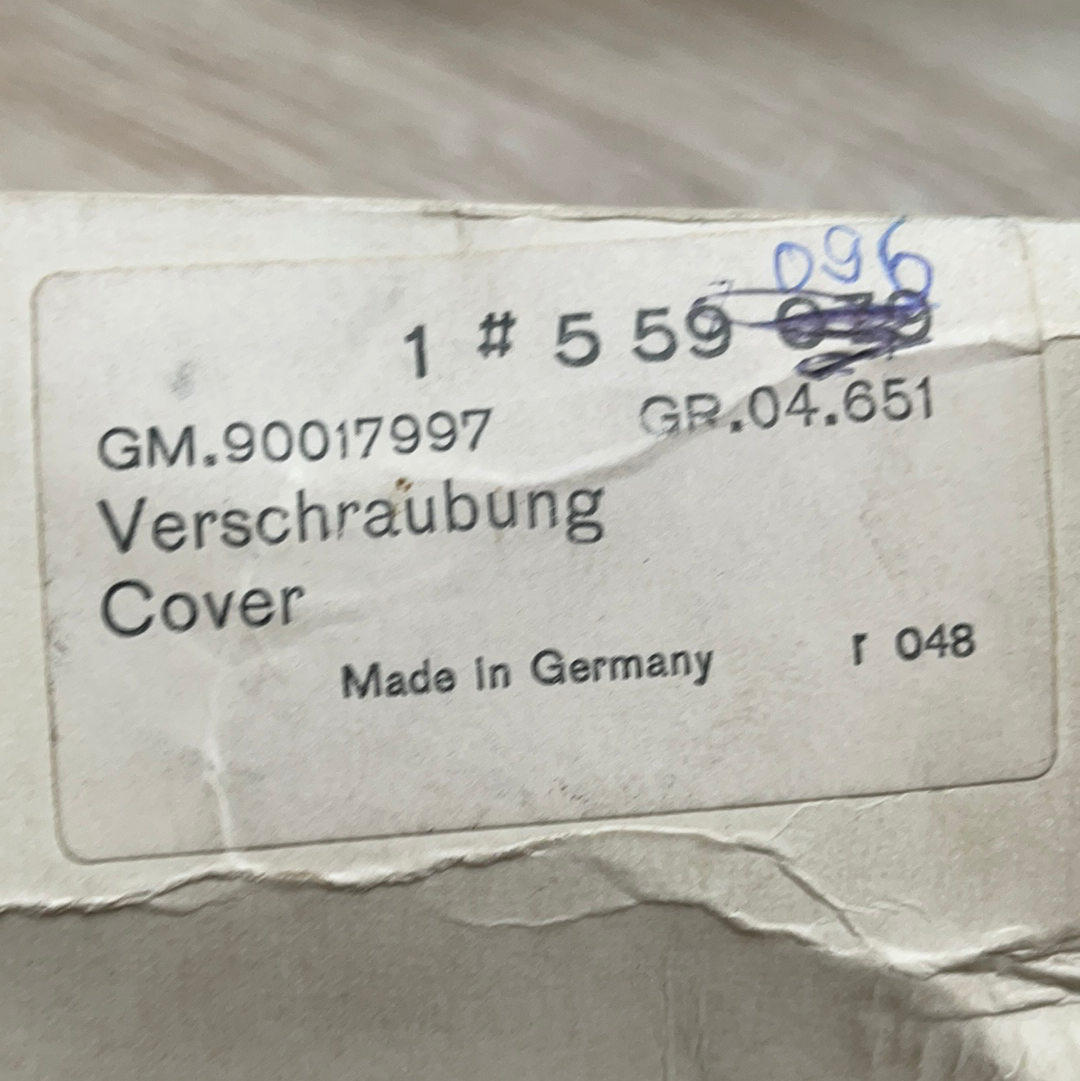 096
1 # 5 59
GM.90017997 GR.04.651
Verschraubung
Cover
Made in Germany r 048